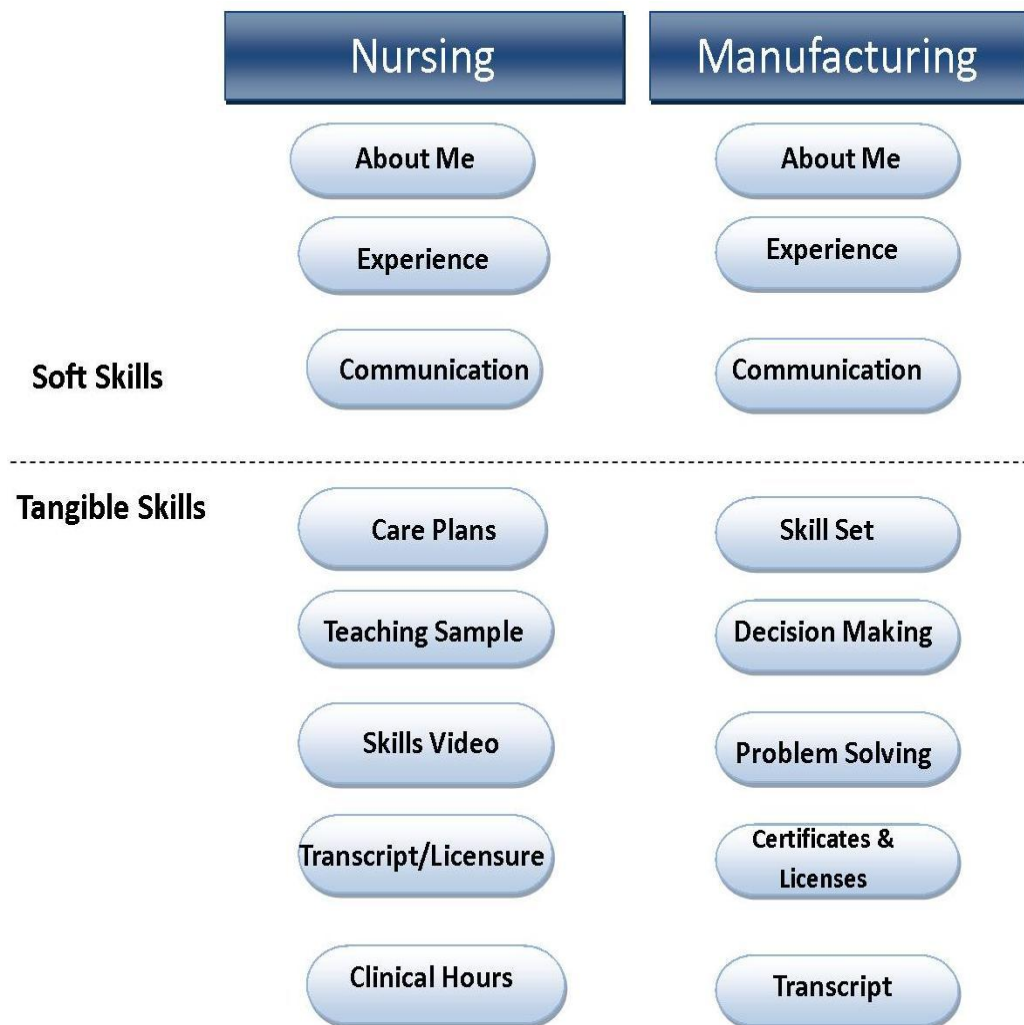 Nursing
Manufacturing
About Me
About Me
Experience
Experience
Soft Skills
Communication
Communication
Tangible Skills
Care Plans
Skill Set
Teaching Sample
Decision Making
Skills Video
Problem Solving
Transcript/Licensure
Certificates &
Licenses
Clinical Hours
Transcript